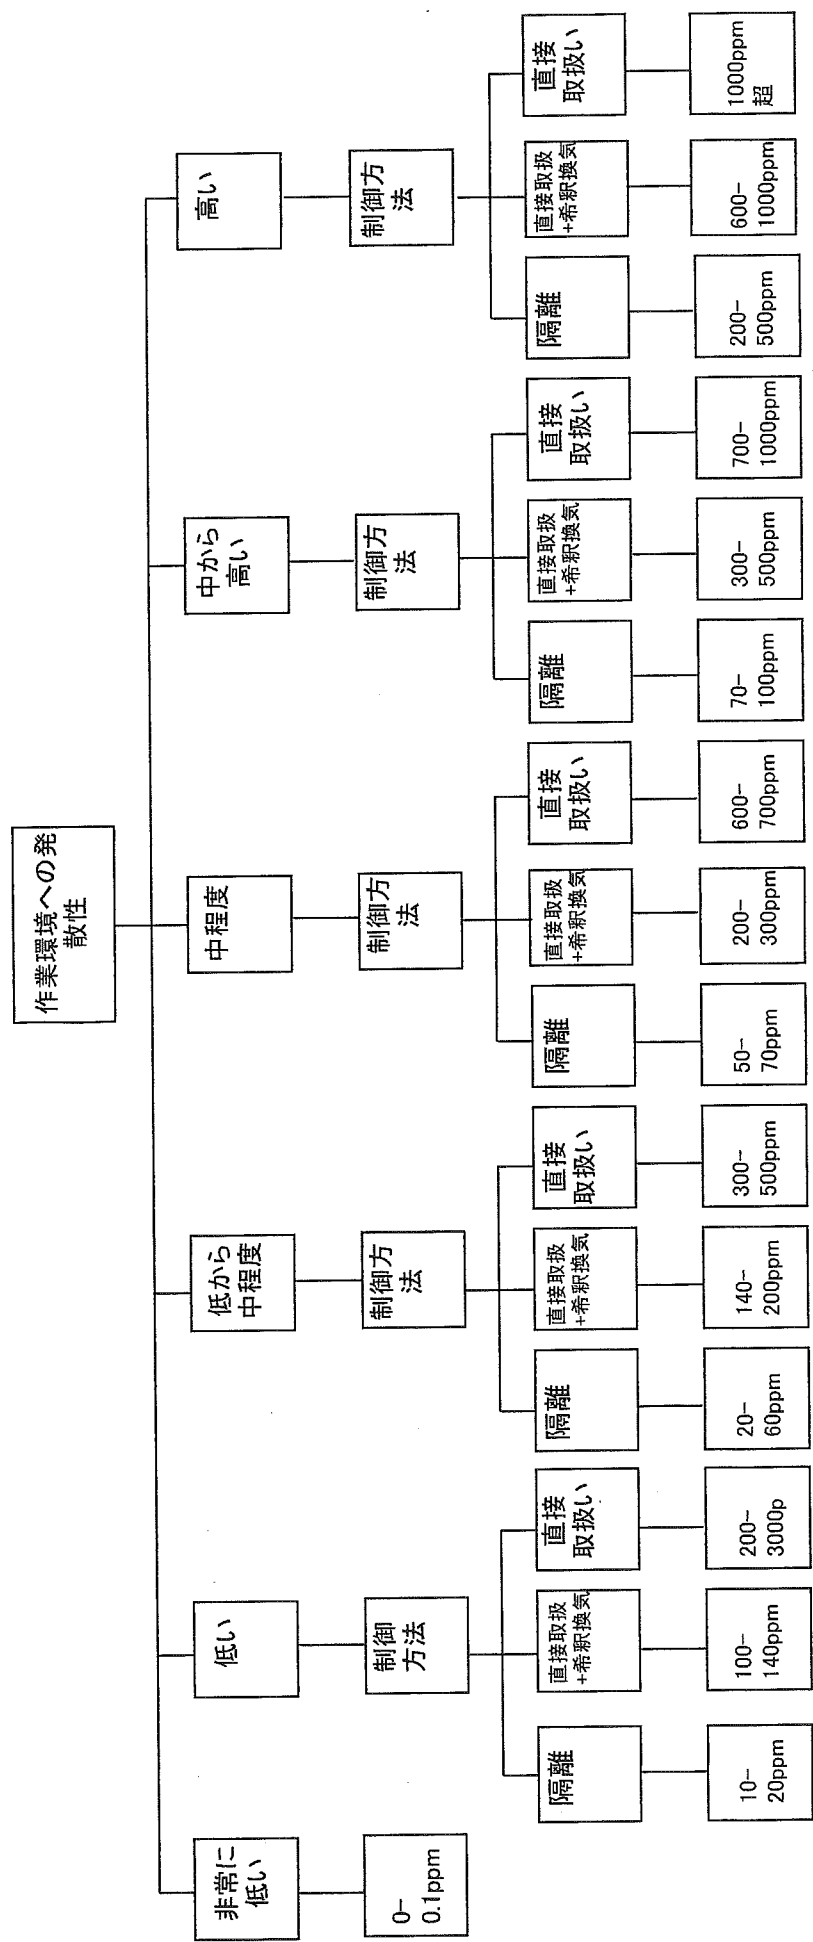 作業環境への発
散性
非常に
低い
低い
低から
中程度
中程度
中から
高い
高い
0-
0.1ppm
制御
方法
制御方
法
制御方
法
制御方
法
制御方
法
隔離
直接取扱
+希釈換気
直接
取扱い
隔離
直接取扱
+希釈換気
直接
取扱い
隔離
直接取扱
+希釈換気
直接
取扱い
隔離
直接取扱
+希釈換気
直接
取扱い
隔離
直接取扱
+希釈換気
直接
取扱い
10-
20ppm
100-
140ppm
200-
3000p
20-
60ppm
140-
200ppm
300-
500ppm
50-
70ppm
200-
300ppm
600-
700ppm
70-
100ppm
300-
500ppm
700-
1000ppm
200-
500ppm
600-
1000ppm
1000ppm
超